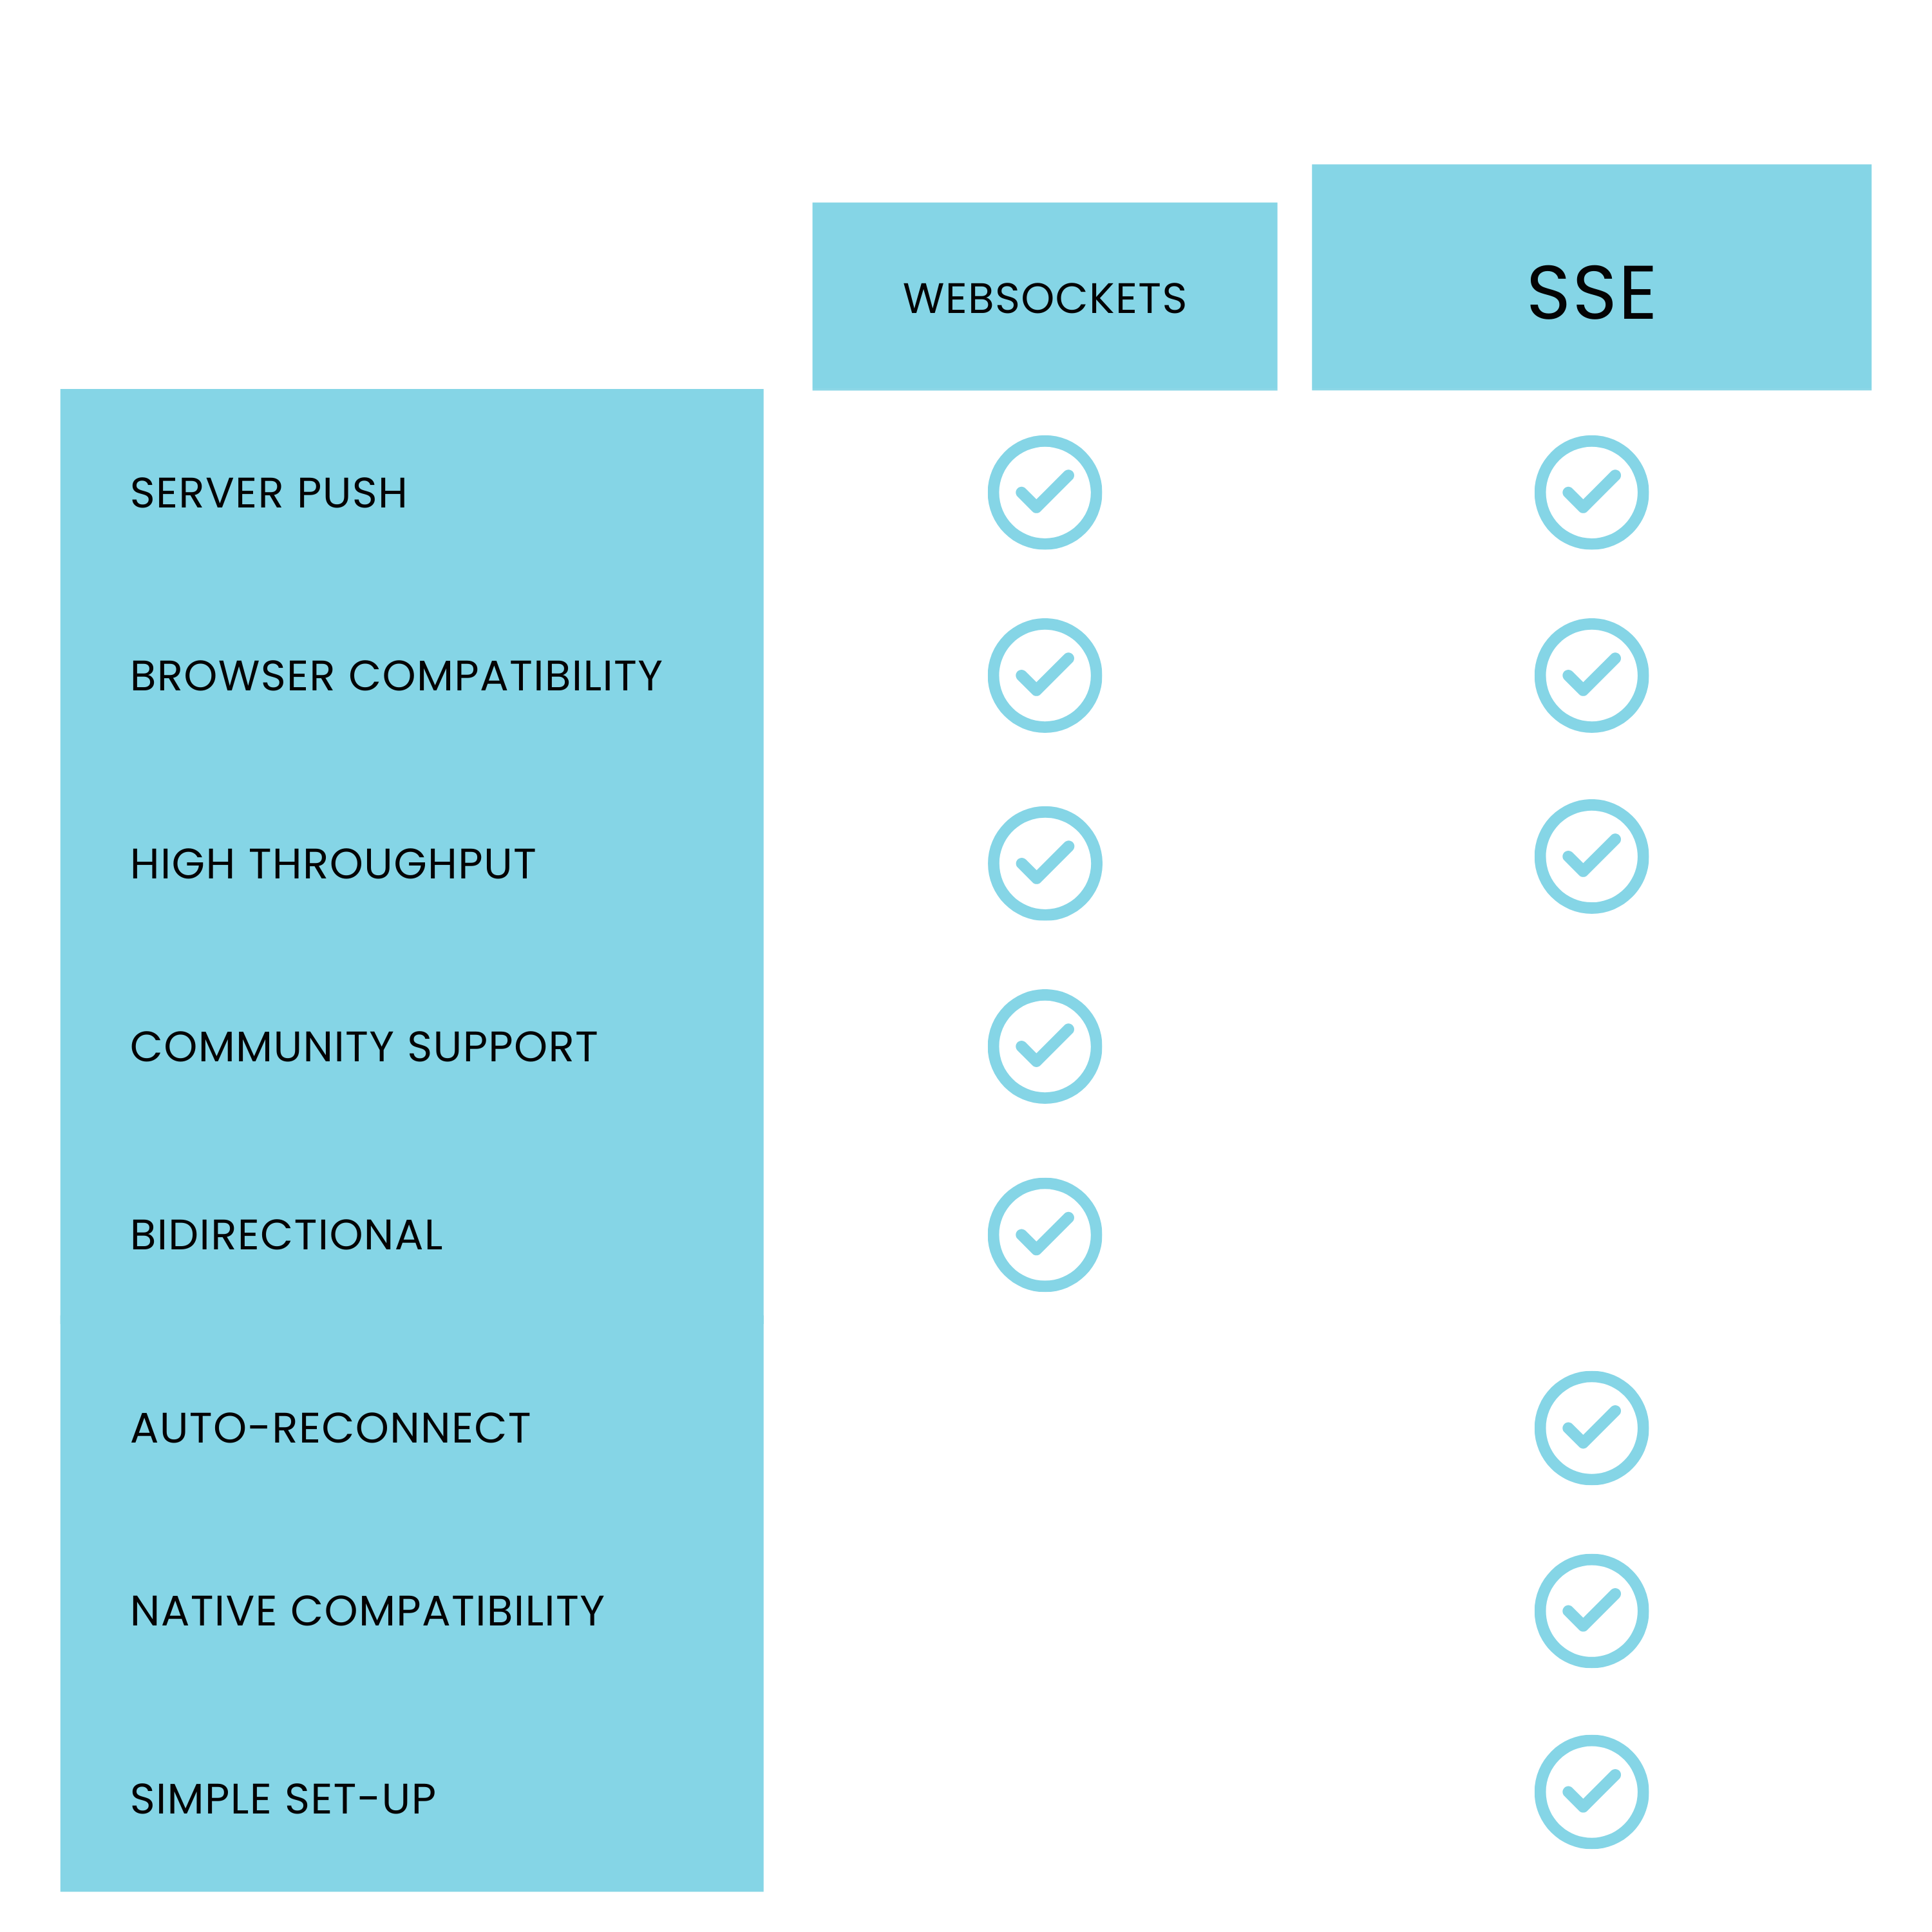 WEBSOCKETS
SSE
SERVER PUSH
BROWSER COMPATIBILITY
HIGH THROUGHPUT
COMMUNITY SUPPORT
BIDIRECTIONAL
AUTO-RECONNECT
NATIVE COMPATIBILITY
SIMPLE SET-UP